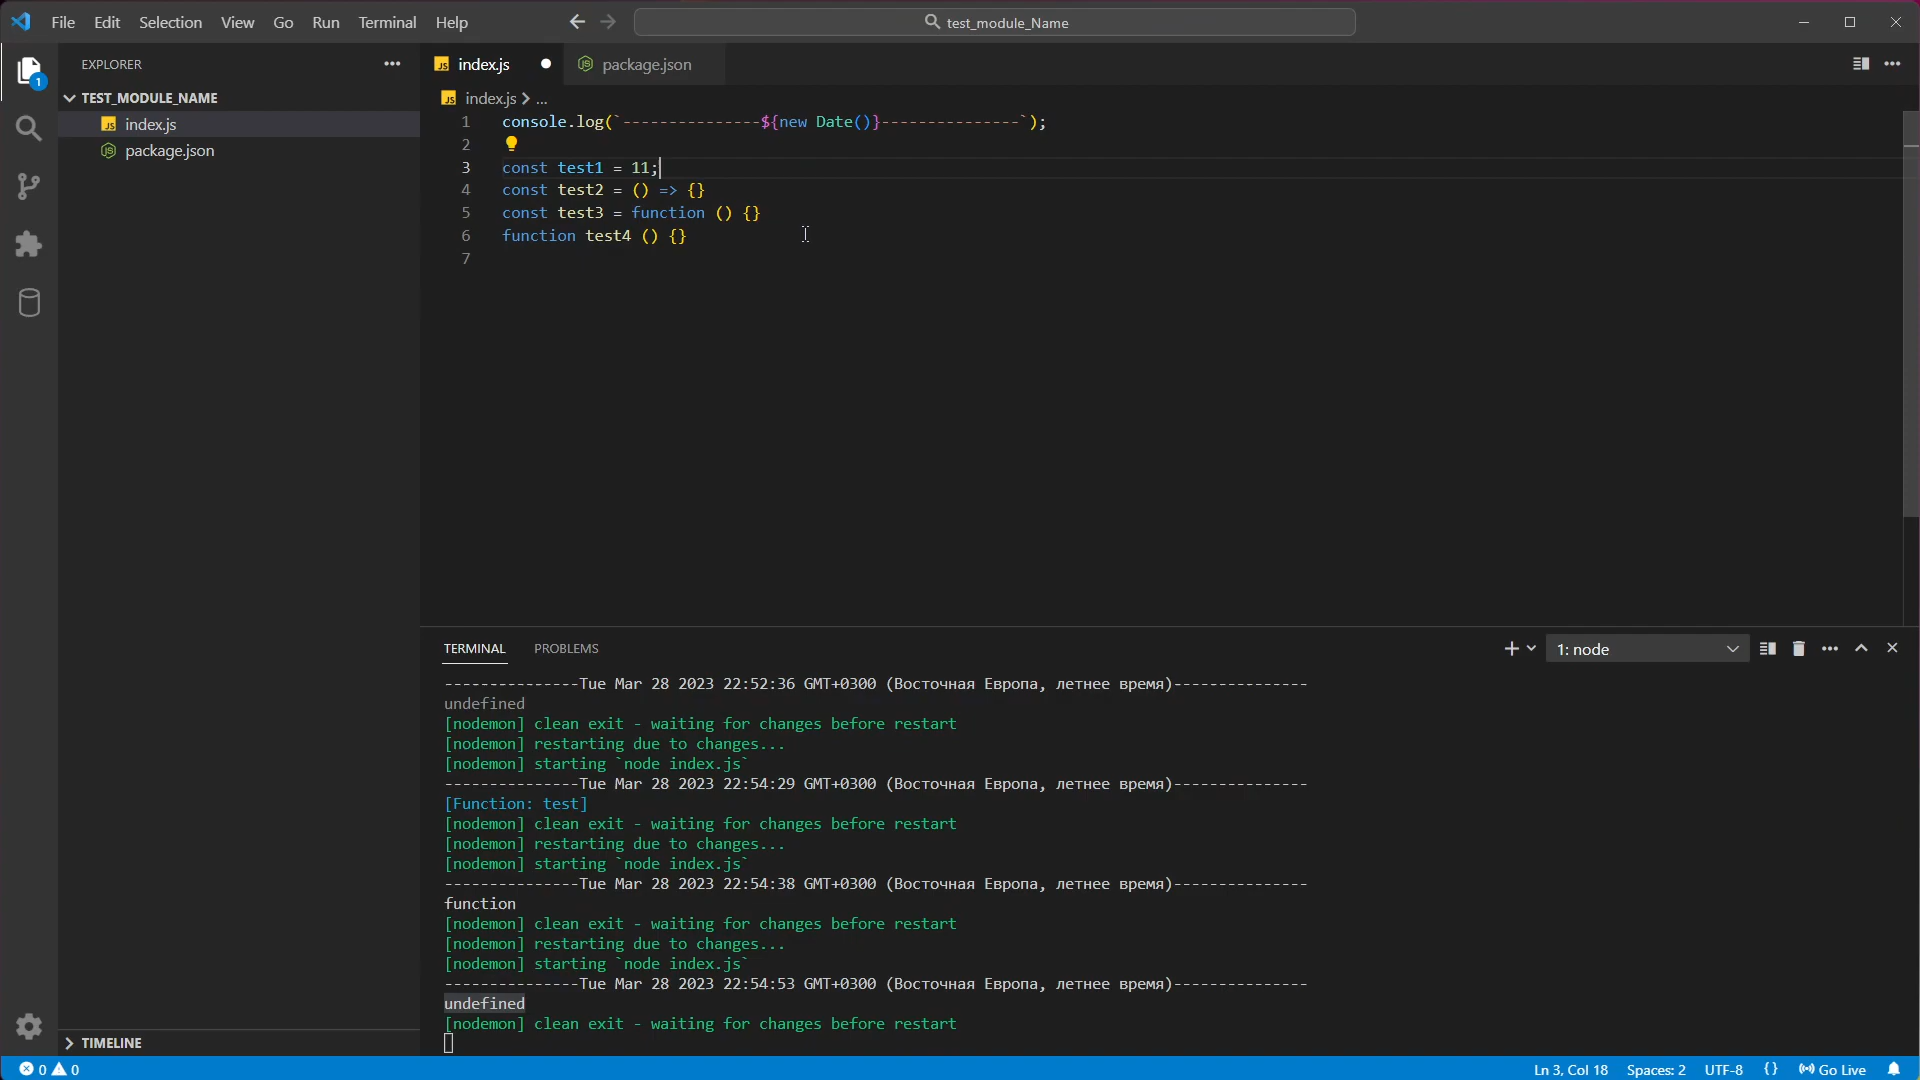 File Edit Selection View Go Run Terminal Help
test_module_Name
EXPLORER
index.js
package.json
TEST_MODULE_NAME
index.js
package.json
index.js > ...
1 console.log(`---------------${new Date()}---------------`);
2
3 const test1 = 11;
4 const test2 = () => {}
5 const test3 = function () {}
6 function test4 () {}
7
1
TERMINAL PROBLEMS
1: node
---------------Tue Mar 28 2023 22:52:36 GMT+0300 (Восточная Европа, летнее время)---------------
undefined
[nodemon] clean exit - waiting for changes before restart
[nodemon] restarting due to changes...
[nodemon] starting `node index.js`
---------------Tue Mar 28 2023 22:54:29 GMT+0300 (Восточная Европа, летнее время)---------------
[Function: test]
[nodemon] clean exit - waiting for changes before restart
[nodemon] restarting due to changes...
[nodemon] starting `node index.js`
---------------Tue Mar 28 2023 22:54:38 GMT+0300 (Восточная Европа, летнее время)---------------
function
[nodemon] clean exit - waiting for changes before restart
[nodemon] restarting due to changes...
[nodemon] starting `node index.js`
---------------Tue Mar 28 2023 22:54:53 GMT+0300 (Восточная Европа, летнее время)---------------
undefined
[nodemon] clean exit - waiting for changes before restart
TIMELINE
0 0
Ln 3, Col 18 Spaces: 2 UTF-8 {} Go Live